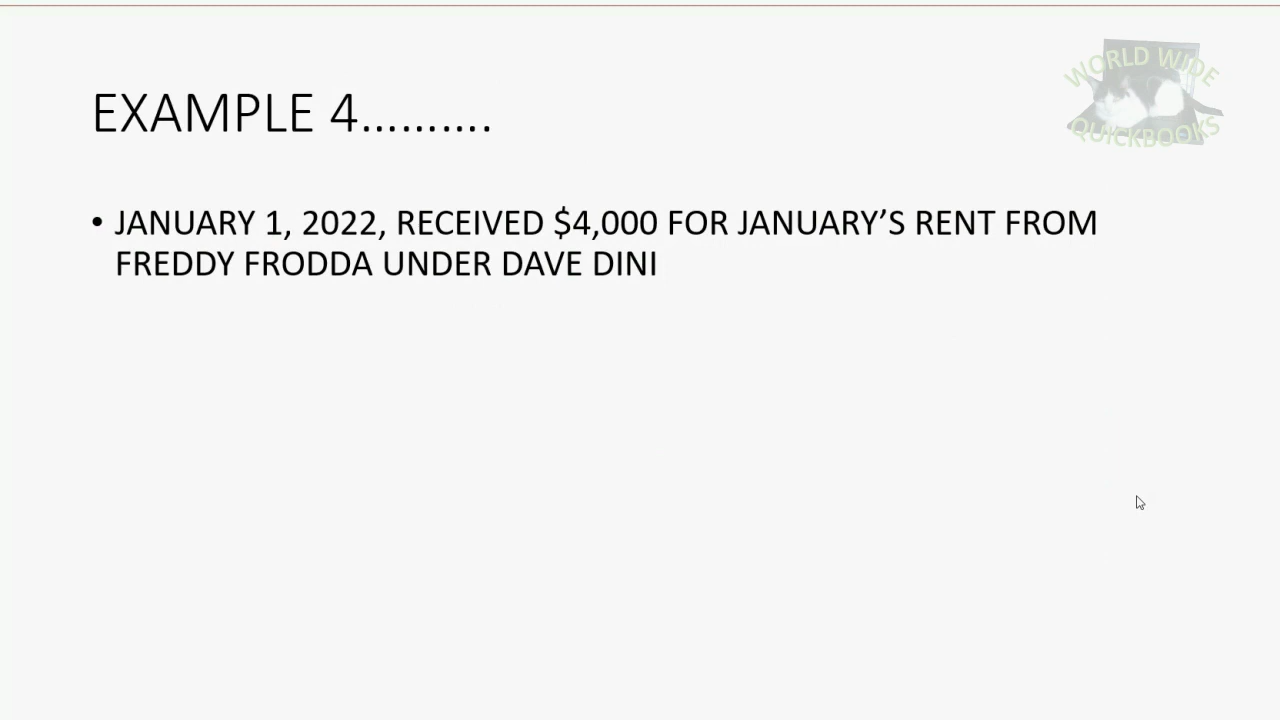 WORLD WIDE
QUICKBOOKS
EXAMPLE 4……….
• JANUARY 1, 2022, RECEIVED $4,000 FOR JANUARY’S RENT FROM
FREDDY FRODDA UNDER DAVE DINI